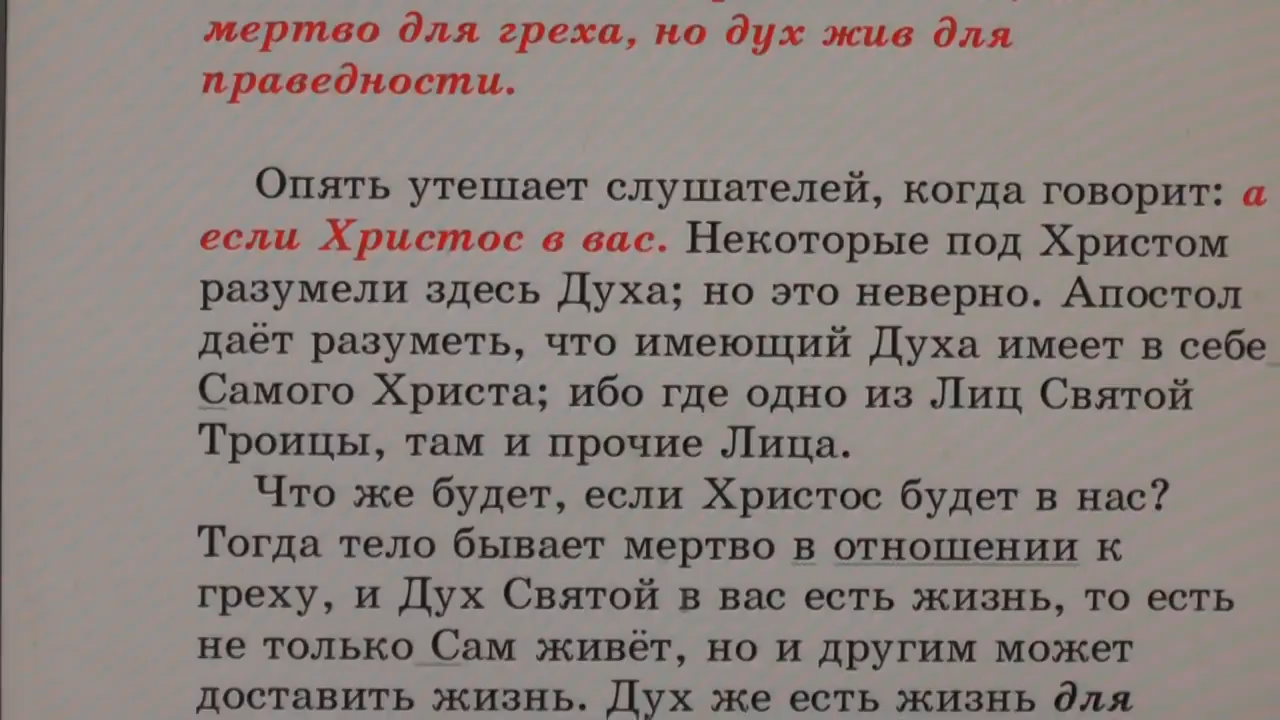 мертво для греха, но дух жив для
праведности.
Опять утешает слушателей, когда говорит: а
если Христос в вас. Некоторые под Христом
разумели здесь Духа; но это неверно. Апостол
даёт разуметь, что имеющий Духа имеет в себе
Самого Христа; ибо где одно из Лиц Святой
Троицы, там и прочие Лица.
Что же будет, если Христос будет в нас?
Тогда тело бывает мертво в отношении к
греху, и Дух Святой в вас есть жизнь, то есть
не только Сам живёт, но и другим может
доставить жизнь. Дух же есть жизнь для